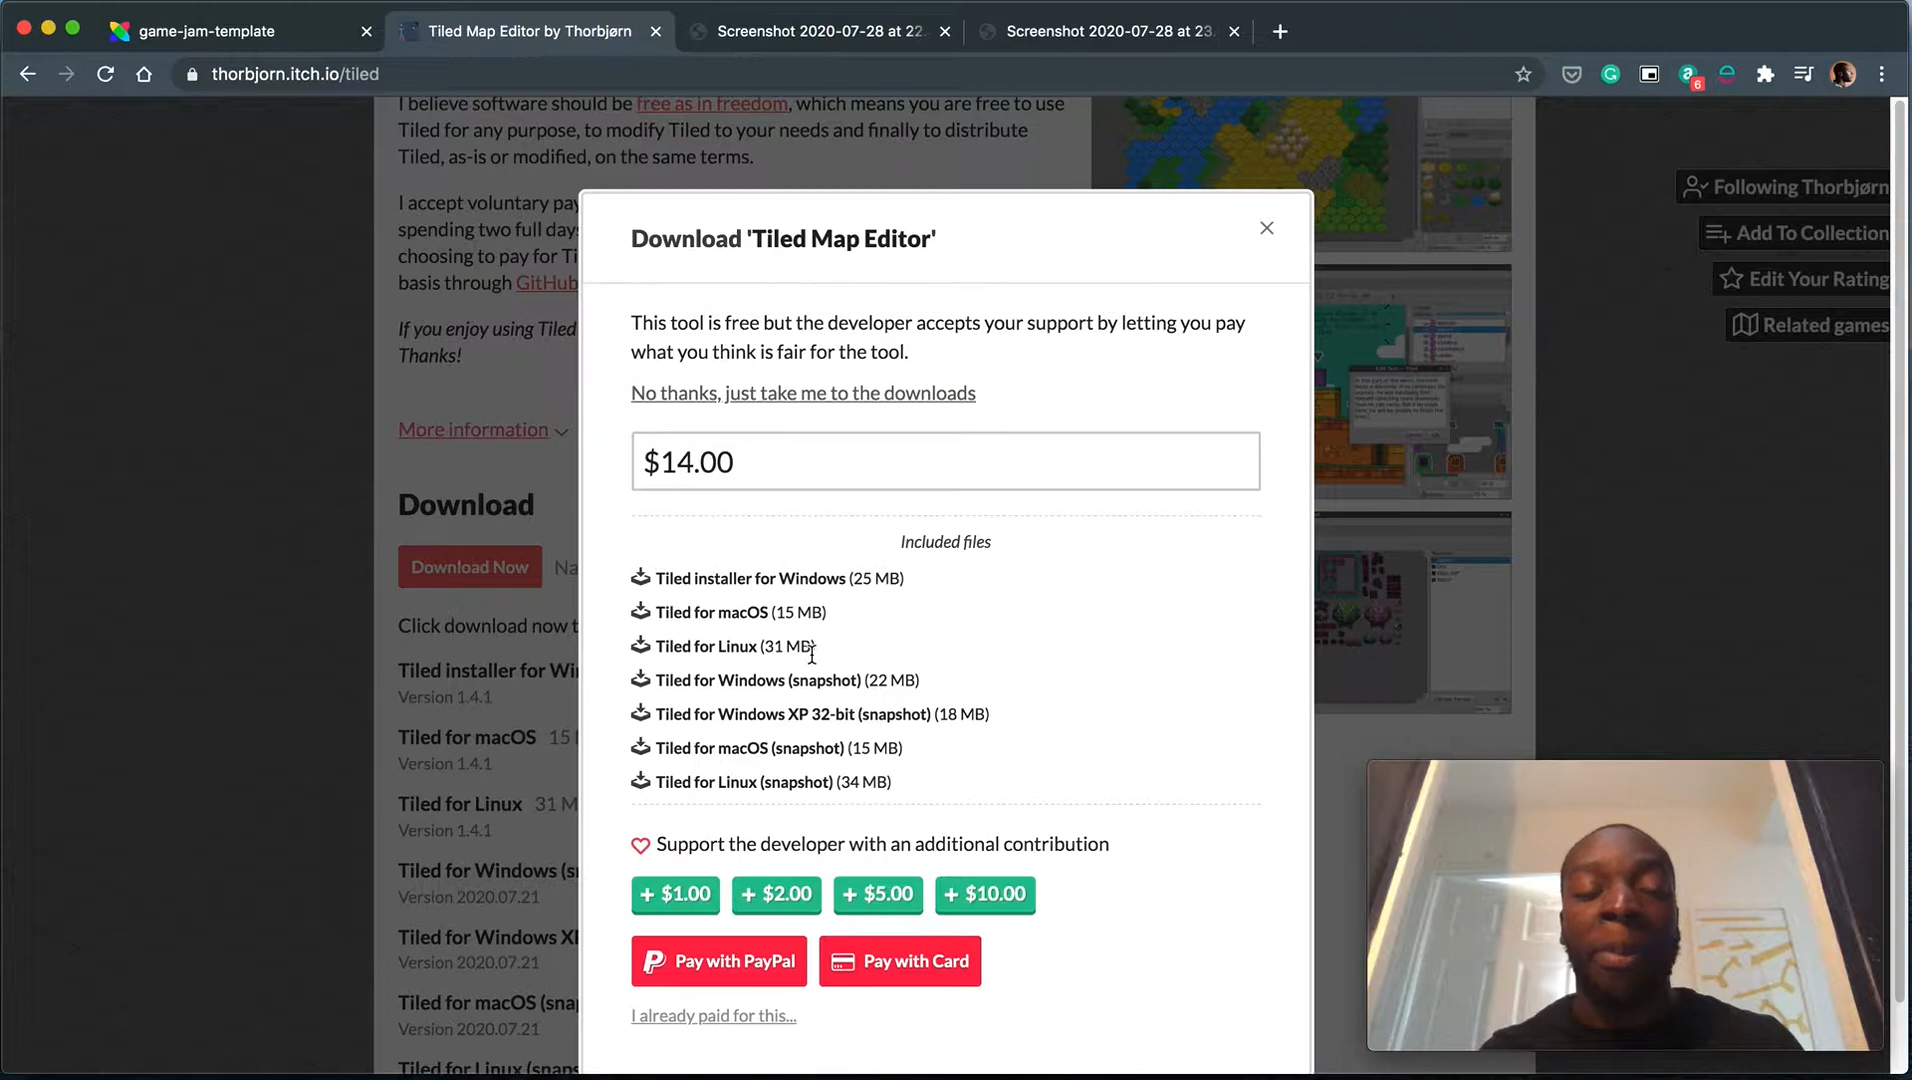 game-jam-template
Tiled Map Editor by Thorbjørn
Screenshot 2020-07-28 at 22.
Screenshot 2020-07-28 at 23.
thorbjorn.itch.io/tiled
6
I believe software should be free as in freedom, which means you are free to use
Tiled for any purpose, to modify Tiled to your needs and finally to distribute
Tiled, as-is or modified, on the same terms.
I accept voluntary pay
spending two full days
choosing to pay for Ti
basis through GitHub
If you enjoy using Tiled
Thanks!
More information
Download
Download Now
Na
Click download now t
Tiled installer for Wi
Version 1.4.1
Tiled for macOS 15
Version 1.4.1
Tiled for Linux 31 M
Version 1.4.1
Tiled for Windows (s
Version 2020.07.21
Tiled for Windows XP
Version 2020.07.21
Tiled for macOS (snap
Version 2020.07.21
Tiled for Linux (snaps
Download 'Tiled Map Editor'
This tool is free but the developer accepts your support by letting you pay
what you think is fair for the tool.
No thanks, just take me to the downloads
$14.00
Included files
Tiled installer for Windows (25 MB)
Tiled for macOS (15 MB)
Tiled for Linux (31 MB)
Tiled for Windows (snapshot) (22 MB)
Tiled for Windows XP 32-bit (snapshot) (18 MB)
Tiled for macOS (snapshot) (15 MB)
Tiled for Linux (snapshot) (34 MB)
Support the developer with an additional contribution
+ $1.00
+ $2.00
+ $5.00
+ $10.00
Pay with PayPal
Pay with Card
I already paid for this...
Following Thorbjørn
Add To Collection
Edit Your Rating
Related games